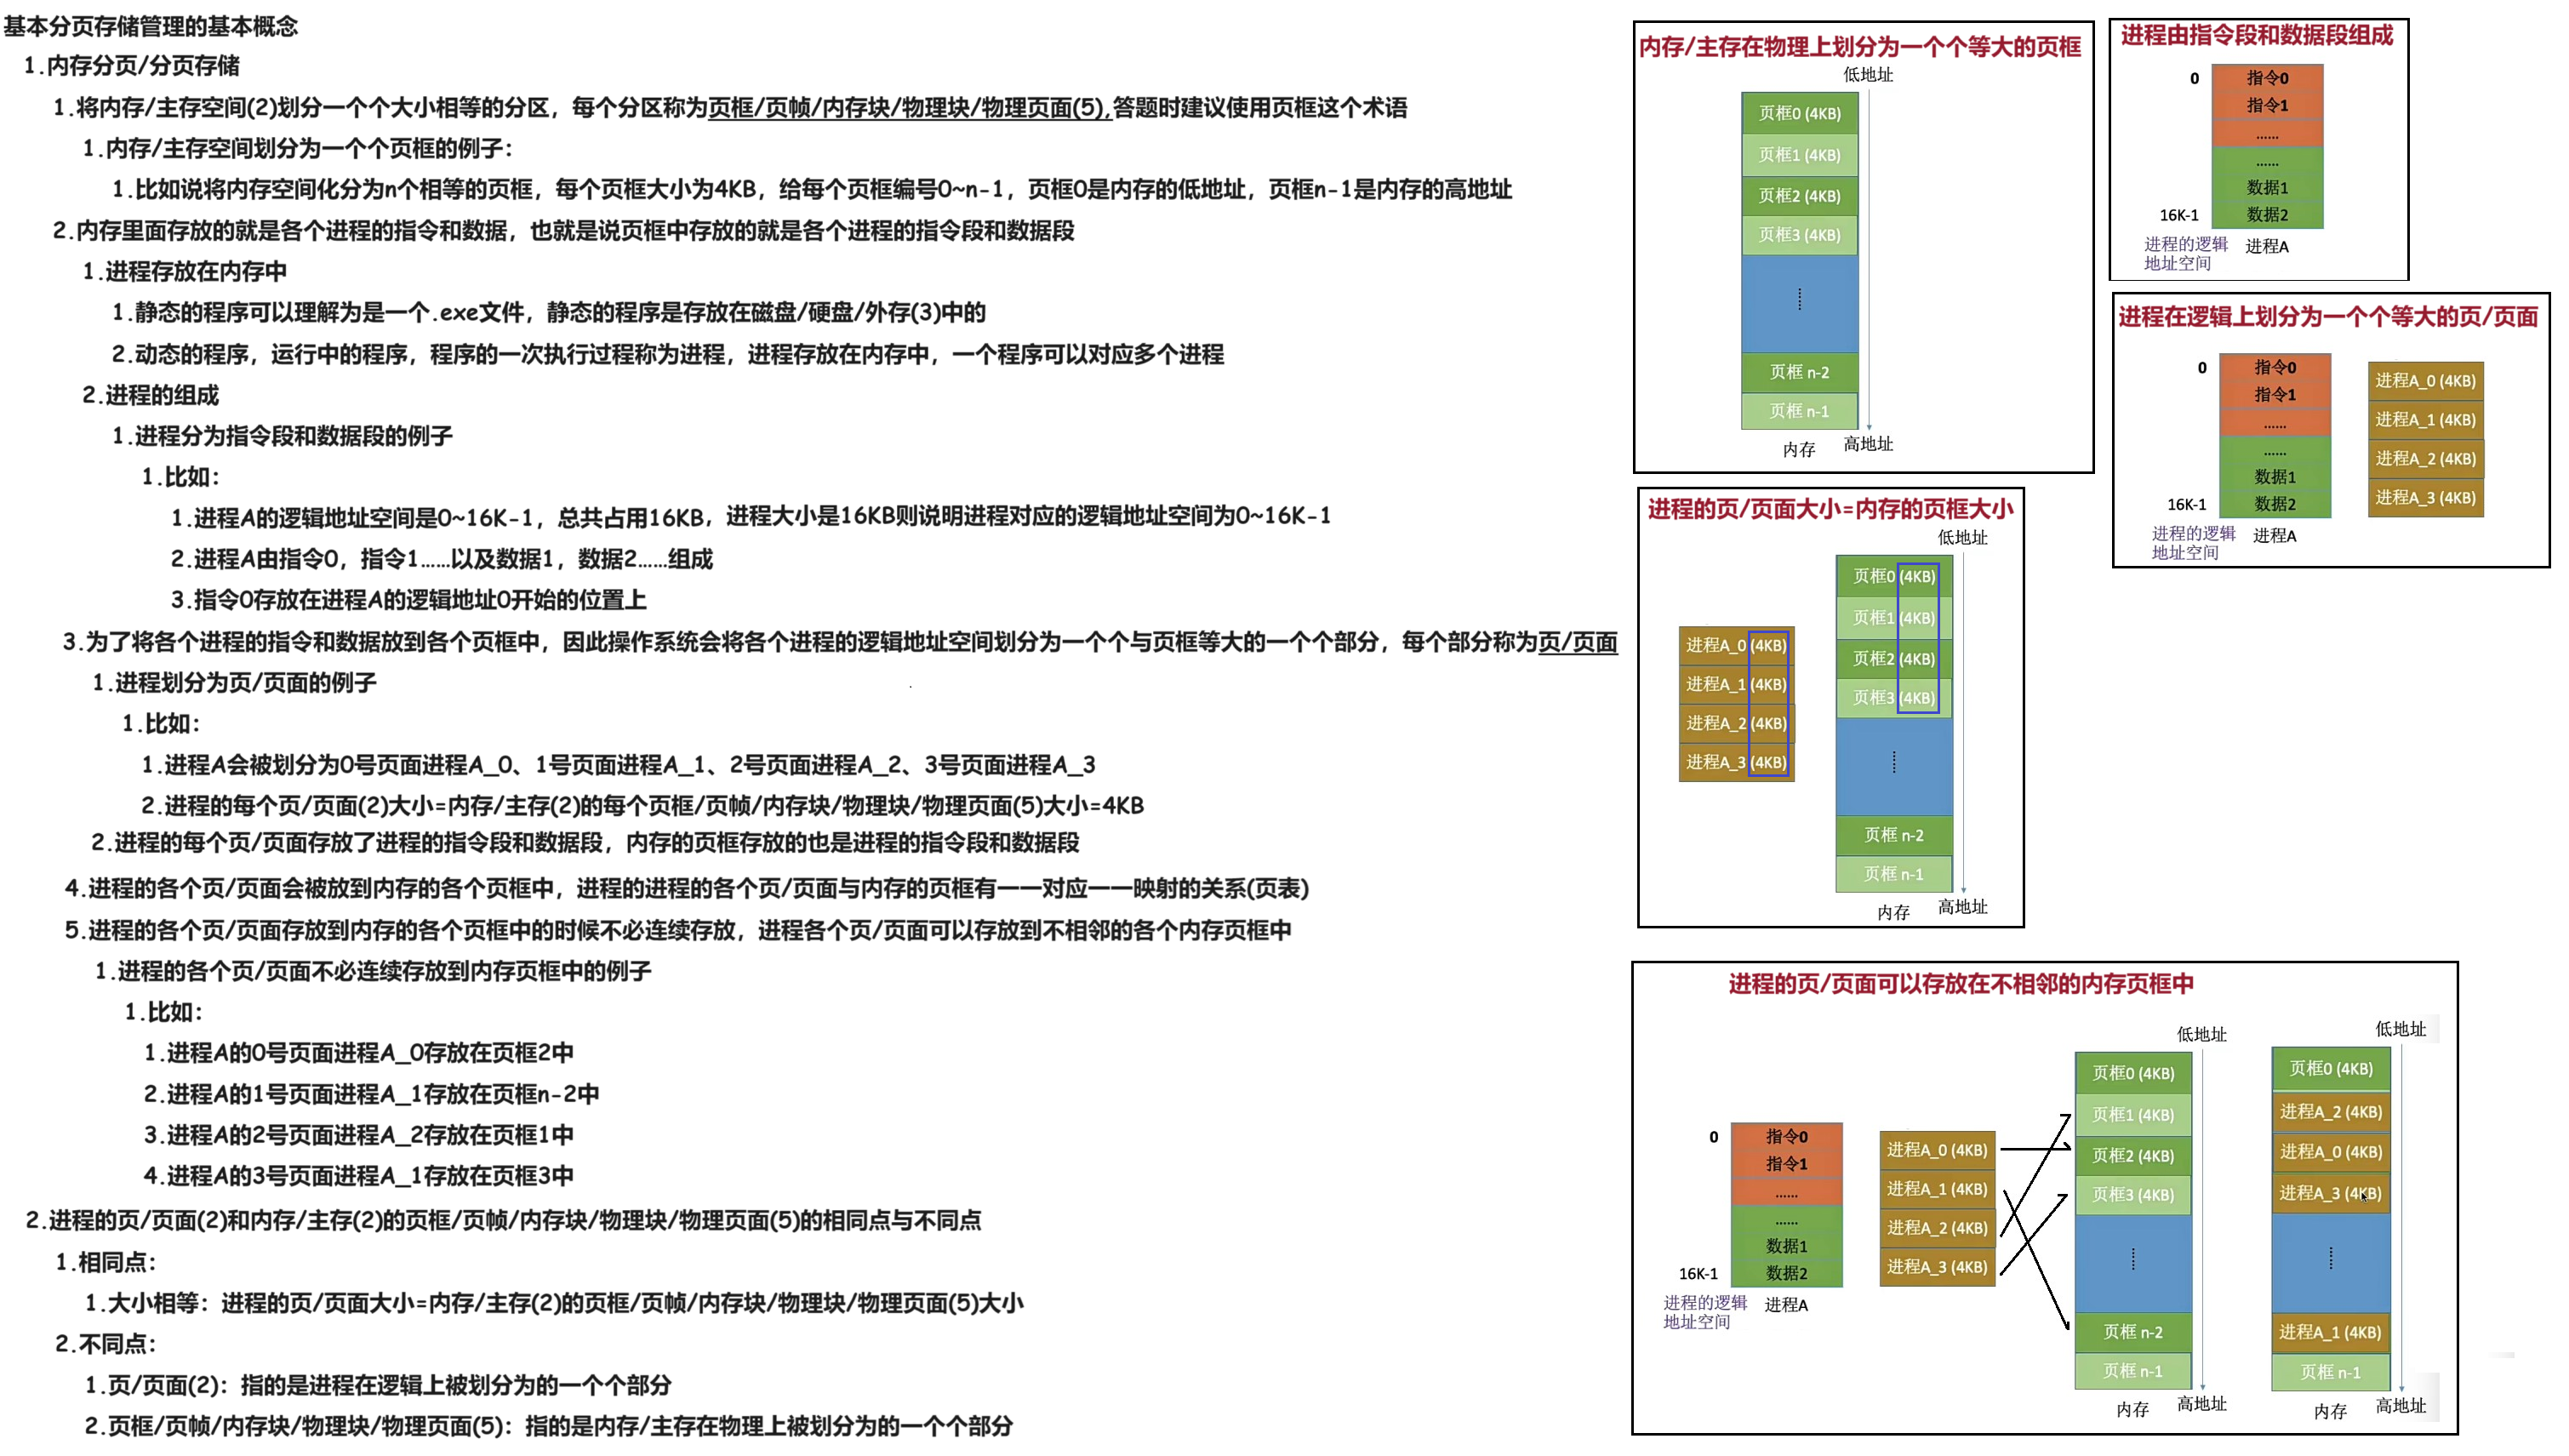 基本分页存储管理的基本概念
1.内存分页/分页存储
1.将内存/主存空间(2)划分一个个大小相等的分区，每个分区称为页框/页帧/内存块/物理块/物理页面(5),答题时建议使用页框这个术语
1.内存/主存空间划分为一个个页框的例子：
1.比如说将内存空间化分为n个相等的页框，每个页框大小为4KB，给每个页框编号0~n-1，页框0是内存的低地址，页框n-1是内存的高地址
2.内存里面存放的就是各个进程的指令和数据，也就是说页框中存放的就是各个进程的指令段和数据段
1.进程存放在内存中
1.静态的程序可以理解为是一个.exe文件，静态的程序是存放在磁盘/硬盘/外存(3)中的
2.动态的程序，运行中的程序，程序的一次执行过程称为进程，进程存放在内存中，一个程序可以对应多个进程
2.进程的组成
1.进程分为指令段和数据段的例子
1.比如：
1.进程A的逻辑地址空间是0~16K-1，总共占用16KB，进程大小是16KB则说明进程对应的逻辑地址空间为0~16K-1
2.进程A由指令0，指令1……以及数据1，数据2……组成
3.指令0存放在进程A的逻辑地址0开始的位置上
3.为了将各个进程的指令和数据放到各个页框中，因此操作系统会将各个进程的逻辑地址空间划分为一个个与页框等大的一个个部分，每个部分称为页/页面
1.进程划分为页/页面的例子
1.比如：
1.进程A会被划分为0号页面进程A_0、1号页面进程A_1、2号页面进程A_2、3号页面进程A_3
2.进程的每个页/页面(2)大小=内存/主存(2)的每个页框/页帧/内存块/物理块/物理页面(5)大小=4KB
2.进程的每个页/页面存放了进程的指令段和数据段，内存的页框存放的也是进程的指令段和数据段
4.进程的各个页/页面会被放到内存的各个页框中，进程的进程的各个页/页面与内存的页框有一一对应一一映射的关系(页表)
5.进程的各个页/页面存放到内存的各个页框中的时候不必连续存放，进程各个页/页面可以存放到不相邻的各个内存页框中
1.进程的各个页/页面不必连续存放到内存页框中的例子
1.比如：
1.进程A的0号页面进程A_0存放在页框2中
2.进程A的1号页面进程A_1存放在页框n-2中
3.进程A的2号页面进程A_2存放在页框1中
4.进程A的3号页面进程A_1存放在页框3中
2.进程的页/页面(2)和内存/主存(2)的页框/页帧/内存块/物理块/物理页面(5)的相同点与不同点
1.相同点：
1.大小相等：进程的页/页面大小=内存/主存(2)的页框/页帧/内存块/物理块/物理页面(5)大小
2.不同点：
1.页/页面(2)：指的是进程在逻辑上被划分为的一个个部分
2.页框/页帧/内存块/物理块/物理页面(5)：指的是内存/主存在物理上被划分为的一个个部分
内存/主存在物理上划分为一个个等大的页框
低地址
页框0 (4KB)
页框1 (4KB)
页框2 (4KB)
页框3 (4KB)
……
页框 n-2
页框 n-1
内存
高地址
进程由指令段和数据段组成
0
指令0
指令1
……
……
数据1
16K-1
数据2
进程的逻辑
地址空间
进程A
进程在逻辑上划分为一个个等大的页/页面
0
指令0
指令1
……
……
数据1
16K-1
数据2
进程的逻辑
地址空间
进程A
进程A_0 (4KB)
进程A_1 (4KB)
进程A_2 (4KB)
进程A_3 (4KB)
进程的页/页面大小=内存的页框大小
低地址
进程A_0 (4KB)
进程A_1 (4KB)
进程A_2 (4KB)
进程A_3 (4KB)
页框0 (4KB)
页框1 (4KB)
页框2 (4KB)
页框3 (4KB)
……
页框 n-2
页框 n-1
内存
高地址
进程的页/页面可以存放在不相邻的内存页框中
0
指令0
指令1
……
……
数据1
16K-1
数据2
进程的逻辑
地址空间
进程A
进程A_0 (4KB)
进程A_1 (4KB)
进程A_2 (4KB)
进程A_3 (4KB)
低地址
页框0 (4KB)
页框1 (4KB)
页框2 (4KB)
页框3 (4KB)
……
页框 n-2
页框 n-1
内存
高地址
低地址
页框0 (4KB)
进程A_2 (4KB)
进程A_0 (4KB)
进程A_3 (4KB)
……
进程A_1 (4KB)
页框 n-1
内存
高地址